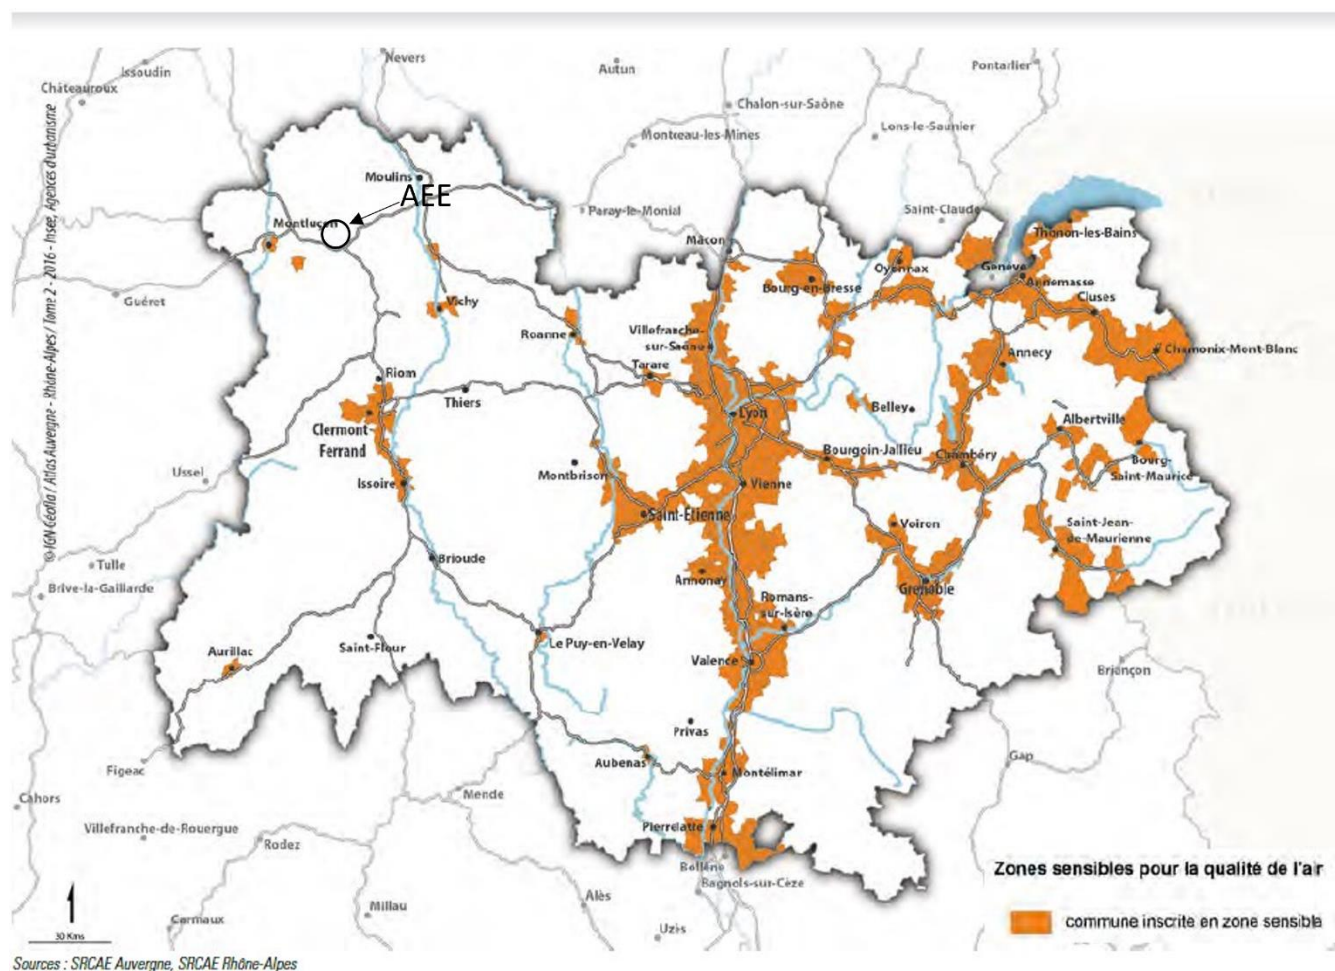 Nevers
Issoudin
Autun
Pontarlier
Châteauroux
Chalon-sur-Saône
Lons-le-Saunier
Montceau-les-Mines
Moulins
AEE
Paray-le-Monial
Saint-Claude
Montluçon
Thonon-les-Bains
Mâcon
Oyonnax
Genève
Annemasse
Bourg-en-Bresse
Cluses
Guéret
Vichy
Roanne
Villefranche-
sur-Saône
Chamonix-Mont-Blanc
Annecy
Tarare
Riom
Thiers
Lyon
Belley
Albertville
Clermont-
Ferrand
Bourgoin-Jallieu
Chambéry
Bourg-
Saint-Maurice
Ussel
Montbrison
Issoire
Vienne
Saint-Étienne
Voiron
Saint-Jean-
de-Maurienne
Tulle
Brioude
Brive-la-Gaillarde
Annonay
Grenoble
Romans-
sur-Isère
Aurillac
Saint-Flour
Le Puy-en-Velay
Valence
Briançon
Privas
Figeac
Aubenas
Montélimar
Gap
Cahors
Mende
Villefranche-de-Rouergue
Pierrelatte
Rodez
Bollène
Bagnols-sur-Cèze
Alès
Millau
Carmaux
Uzès
30 Kms
Zones sensibles pour la qualité de l'air
commune inscrite en zone sensible
© IGN Géofla / Atlas Auvergne - Rhône-Alpes / Tome 2 - 2016 - Insee, Agences d'urbanisme
Sources : SRCAE Auvergne, SRCAE Rhône-Alpes